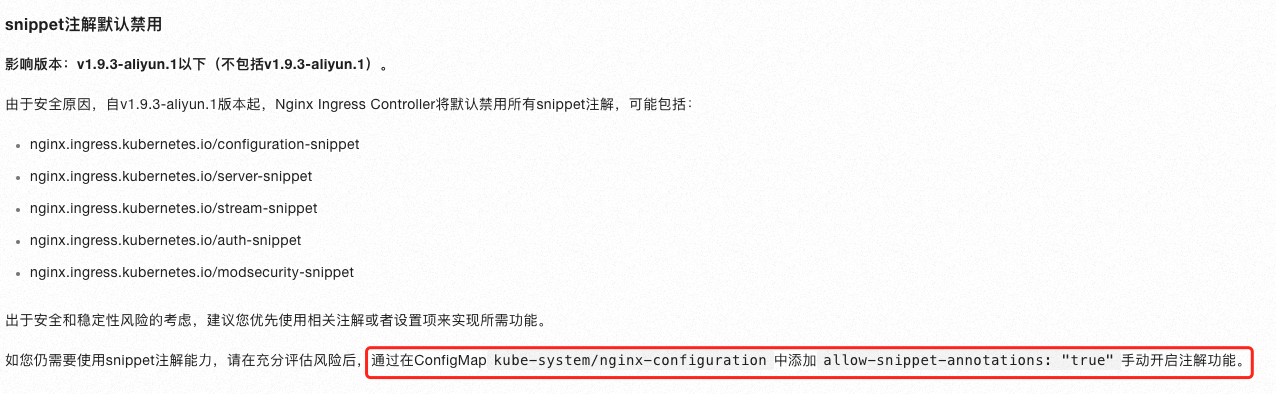 snippet注解默认禁用
影响版本：v1.9.3-aliyun.1以下（不包括v1.9.3-aliyun.1）。
由于安全原因，自v1.9.3-aliyun.1版本起，Nginx Ingress Controller将默认禁用所有snippet注解，可能包括：
nginx.ingress.kubernetes.io/configuration-snippet
nginx.ingress.kubernetes.io/server-snippet
nginx.ingress.kubernetes.io/stream-snippet
nginx.ingress.kubernetes.io/auth-snippet
nginx.ingress.kubernetes.io/modsecurity-snippet
出于安全和稳定性风险的考虑，建议您优先使用相关注解或者设置项来实现所需功能。
如您仍需要使用snippet注解能力，请在充分评估风险后，通过在ConfigMap kube-system/nginx-configuration 中添加 allow-snippet-annotations: "true" 手动开启注解功能。